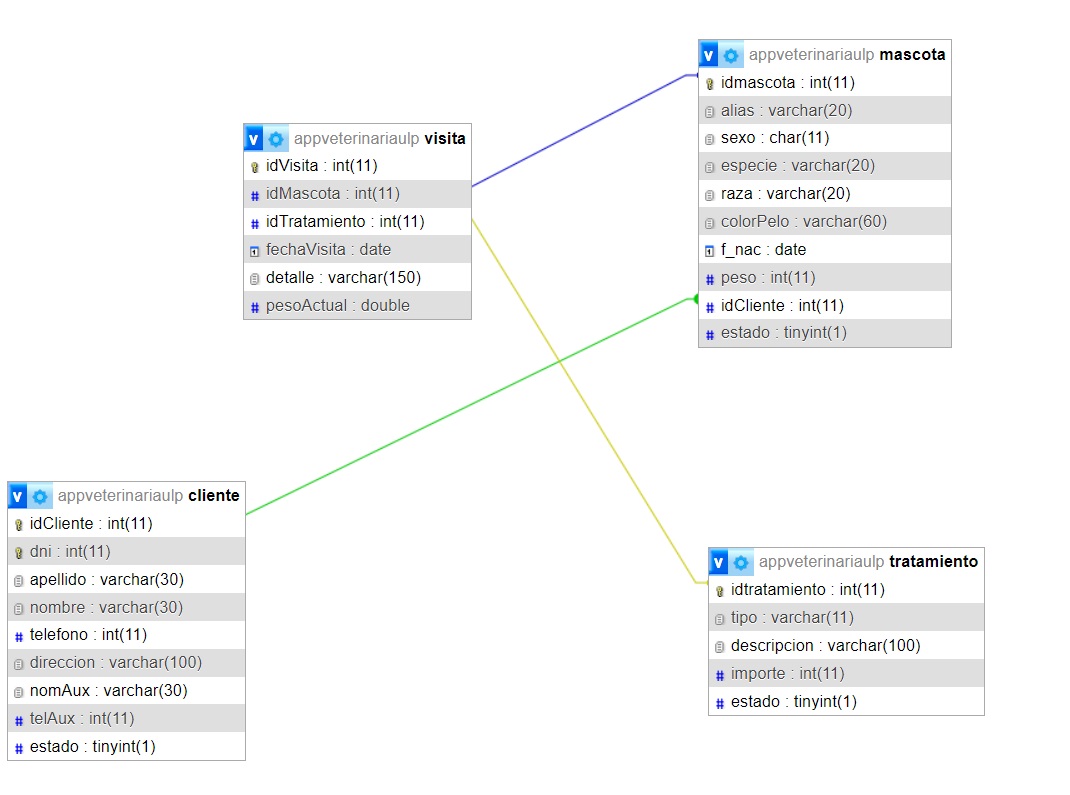 v appveterinariaulp mascota
idmascota : int(11)
alias : varchar(20)
sexo : char(11)
especie : varchar(20)
raza : varchar(20)
colorPelo : varchar(60)
f_nac : date
# peso : int(11)
# idCliente : int(11)
# estado : tinyint(1)
v appveterinariaulp visita
idVisita : int(11)
# idMascota : int(11)
# idTratamiento : int(11)
fechaVisita : date
detalle : varchar(150)
# pesoActual : double
v appveterinariaulp cliente
idCliente : int(11)
dni : int(11)
apellido : varchar(30)
nombre : varchar(30)
# telefono : int(11)
direccion : varchar(100)
nomAux : varchar(30)
# telAux : int(11)
# estado : tinyint(1)
v appveterinariaulp tratamiento
idtratamiento : int(11)
tipo : varchar(11)
descripcion : varchar(100)
# importe : int(11)
# estado : tinyint(1)